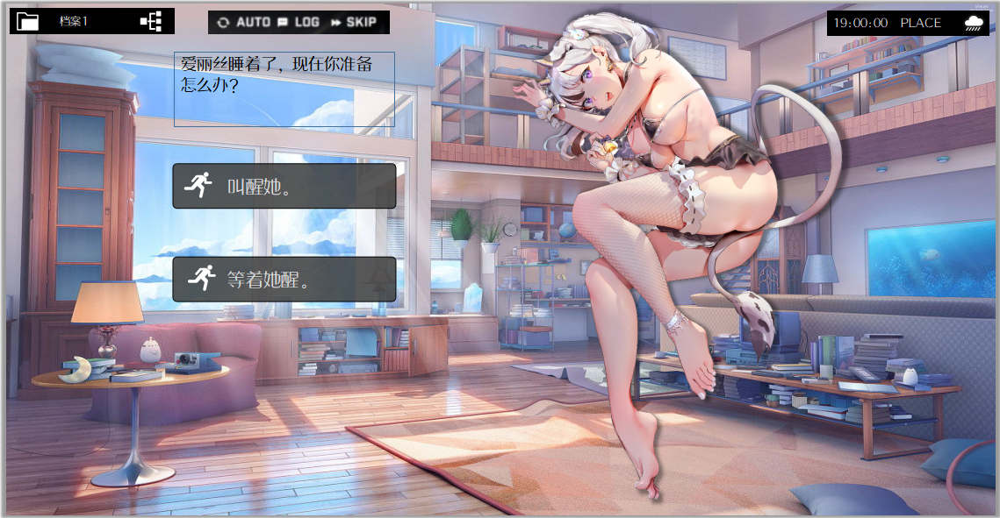 档案1
AUTO LOG SKIP
19:00:00 PLACE
爱丽丝睡着了，现在你准备
怎么办？
叫醒她。
等着她醒。